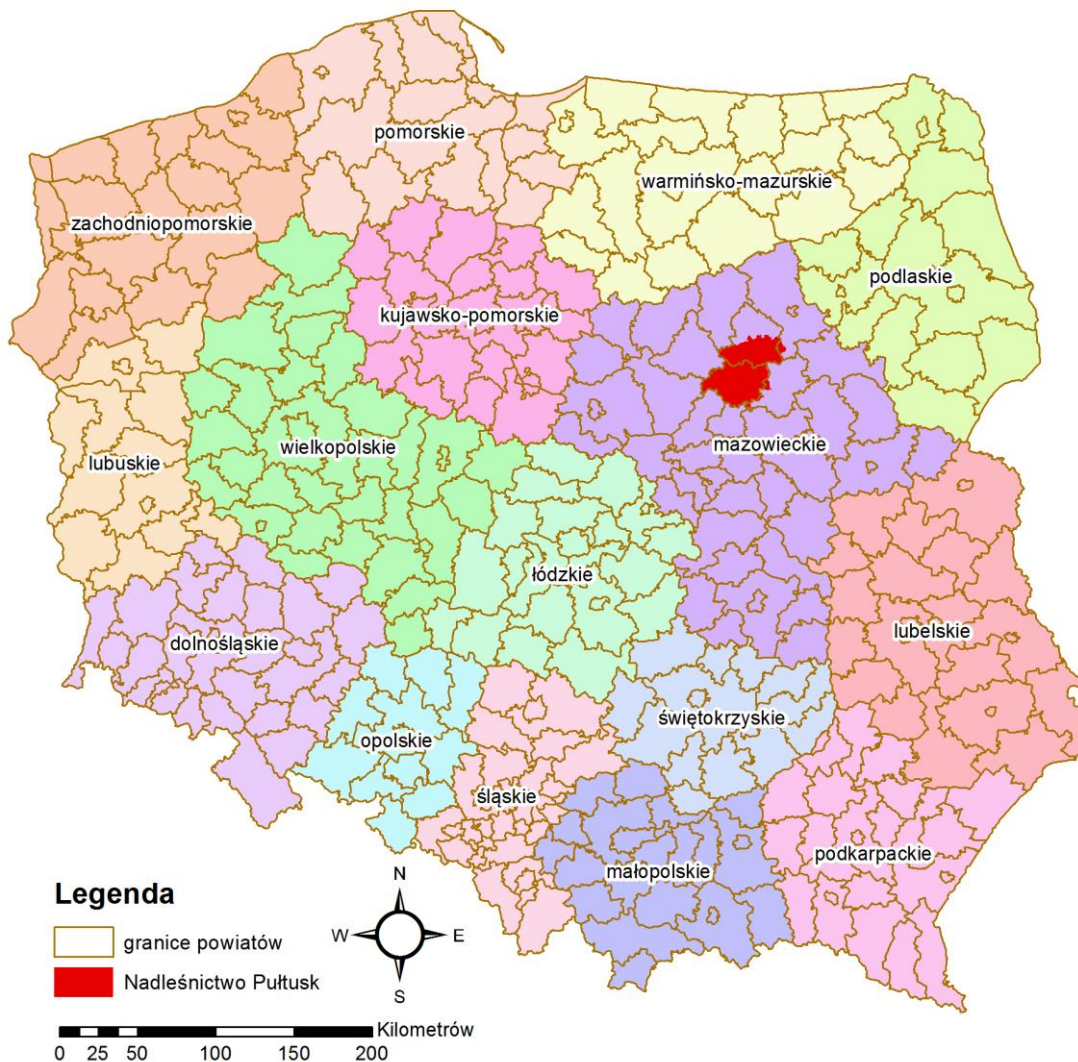 pomorskie
warmińsko-mazurskie
zachodniopomorskie
podlaskie
kujawsko-pomorskie
mazowieckie
wielkopolskie
lubuskie
łódzkie
lubelskie
dolnośląskie
świętokrzyskie
opolskie
śląskie
podkarpackie
małopolskie
Legenda
granice powiatów
Nadleśnictwo Pułtusk
N
W E
S
Kilometrów
0 25 50 100 150 200